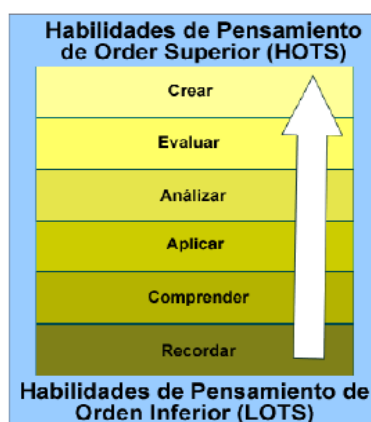 Habilidades de Pensamiento
de Order Superior (HOTS)
Crear
Evaluar
Análizar
Aplicar
Comprender
Recordar
Habilidades de Pensamiento de
Orden Inferior (LOTS)